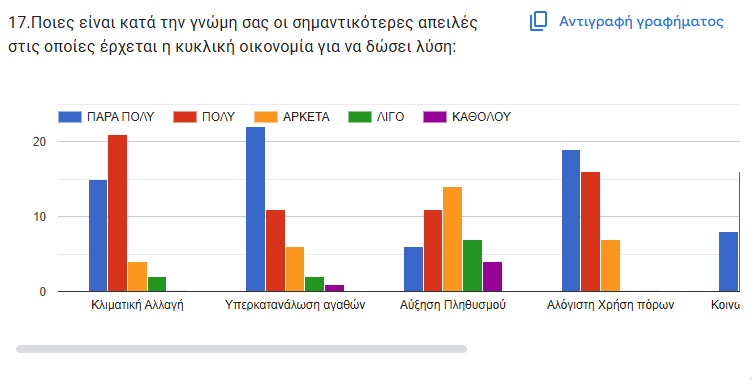 17.Ποιες είναι κατά την γνώμη σας οι σημαντικότερες απειλές
στις οποίες έρχεται η κυκλική οικονομία για να δώσει λύση:
Αντιγραφή γραφήματος
ΠΑΡΑ ΠΟΛΥ ΠΟΛΥ ΑΡΚΕΤΑ ΛΙΓΟ ΚΑΘΟΛΟΥ
20
10
0
Κλιματική Αλλαγή Υπερκατανάλωση αγαθών Αύξηση Πληθυσμού Αλόγιστη Χρήση πόρων